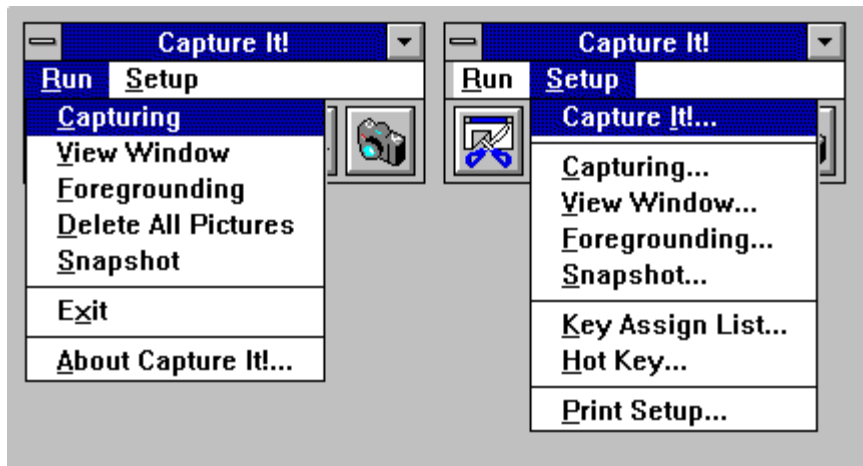 Capture It!
Run Setup
Capturing
View Window
Foregrounding
Delete All Pictures
Snapshot
Exit
About Capture It!...
Capture It!
Run Setup
Capture It!...
Capturing...
View Window...
Foregrounding...
Snapshot...
Key Assign List...
Hot Key...
Print Setup...